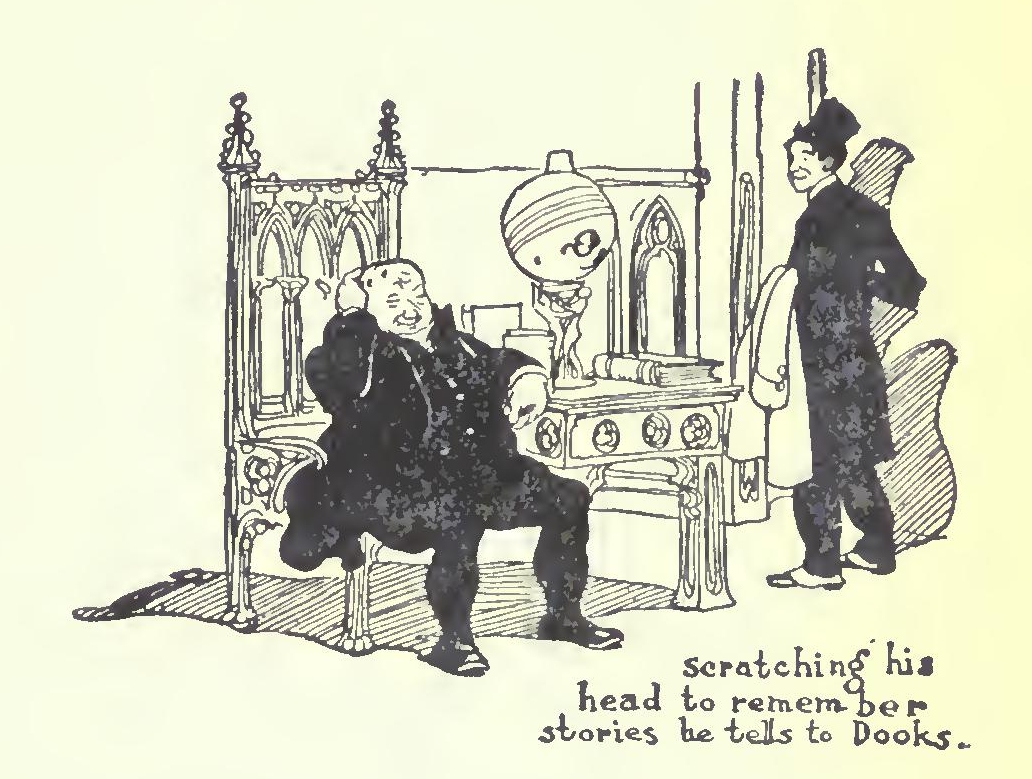 scratching his
head to remember
stories he tells to Dooks.